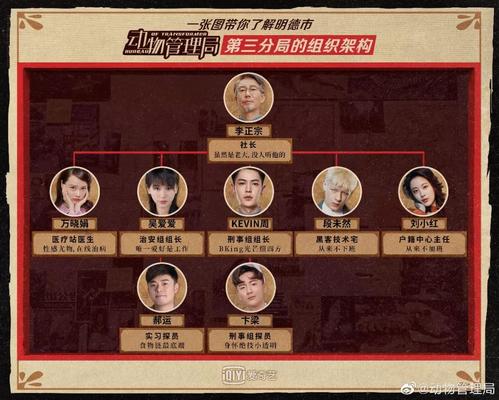 一张图带你了解明德市
动物管理局
BUREAU OF TRANSFORMER
第三分局的组织架构
李正宗
社长
虽然是老大,没人听他的
万晓娟
医疗站医生
性感尤物,在线治病
吴爱爱
治安组组长
唯一爱好是工作
KEVIN周
刑事组组长
BKing光芒照四方
段未然
黑客技术宅
从来不下班
刘小红
户籍中心主任
从来不加班
郝运
实习探员
食物链最底端
卞梁
刑事组探员
身怀绝技小透明
iQIYI 爱奇艺
@动物管理局